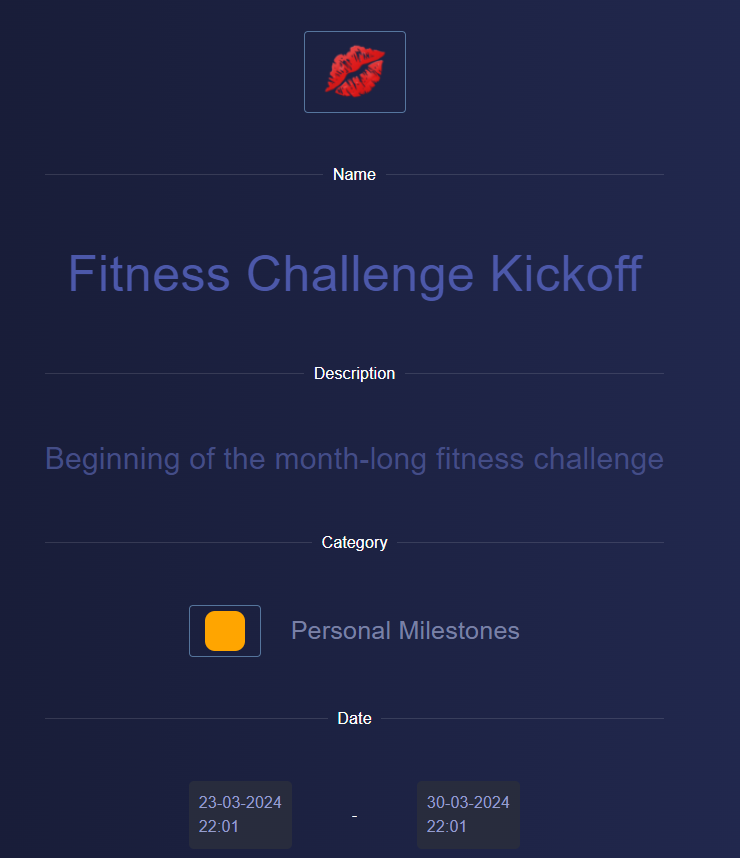 Name
Fitness Challenge Kickoff
Description
Beginning of the month-long fitness challenge
Category
Personal Milestones
Date
23-03-2024
22:01
-
30-03-2024
22:01